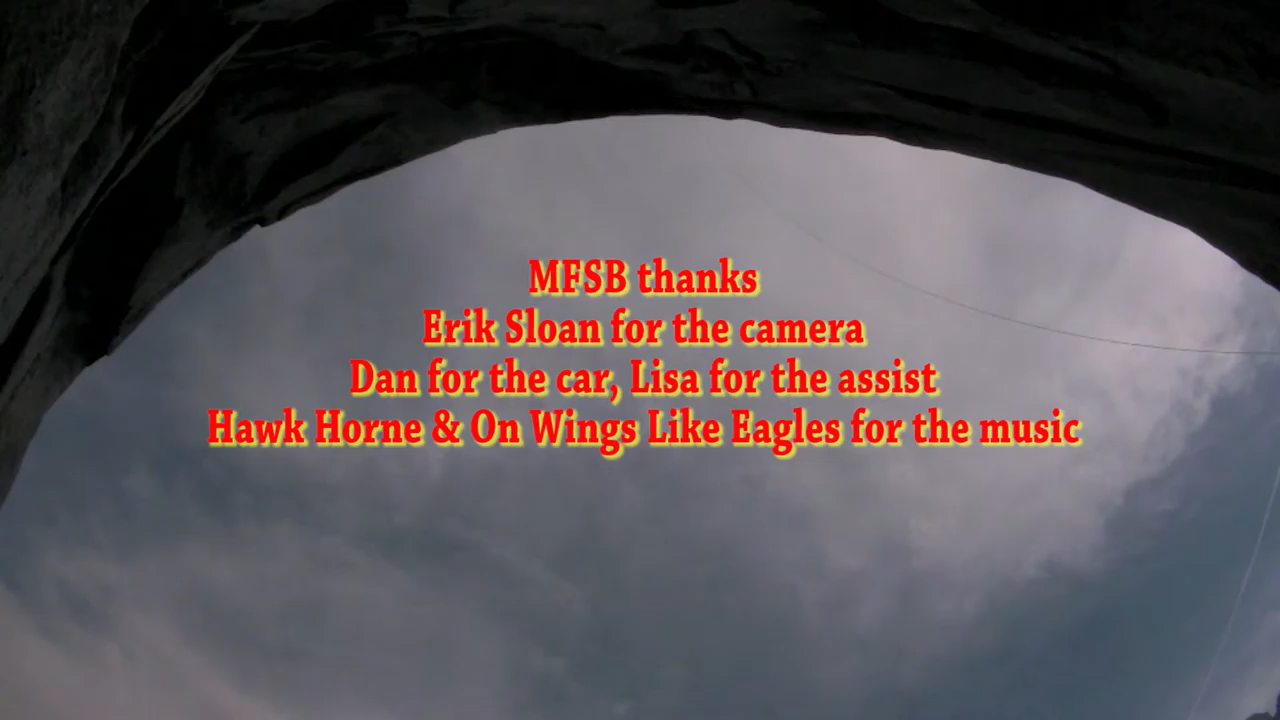 MFSB thanks
Erik Sloan for the camera
Dan for the car, Lisa for the assist
Hawk Horne & On Wings Like Eagles for the music